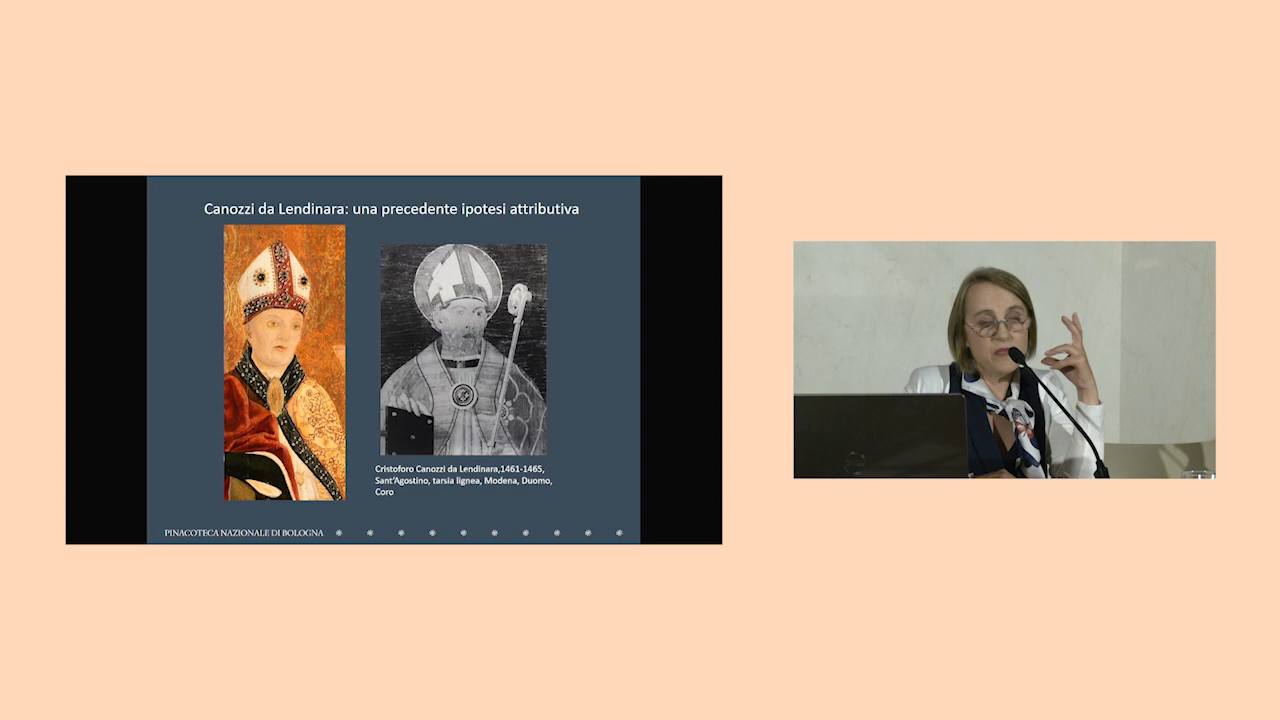 Canozzi da Lendinara: una precedente ipotesi attributiva
Cristoforo Canozzi da Lendinara,1461-1465,
Sant'Agostino, tarsia lignea, Modena, Duomo,
Coro
PINACOTECA NAZIONALE DI BOLOGNA